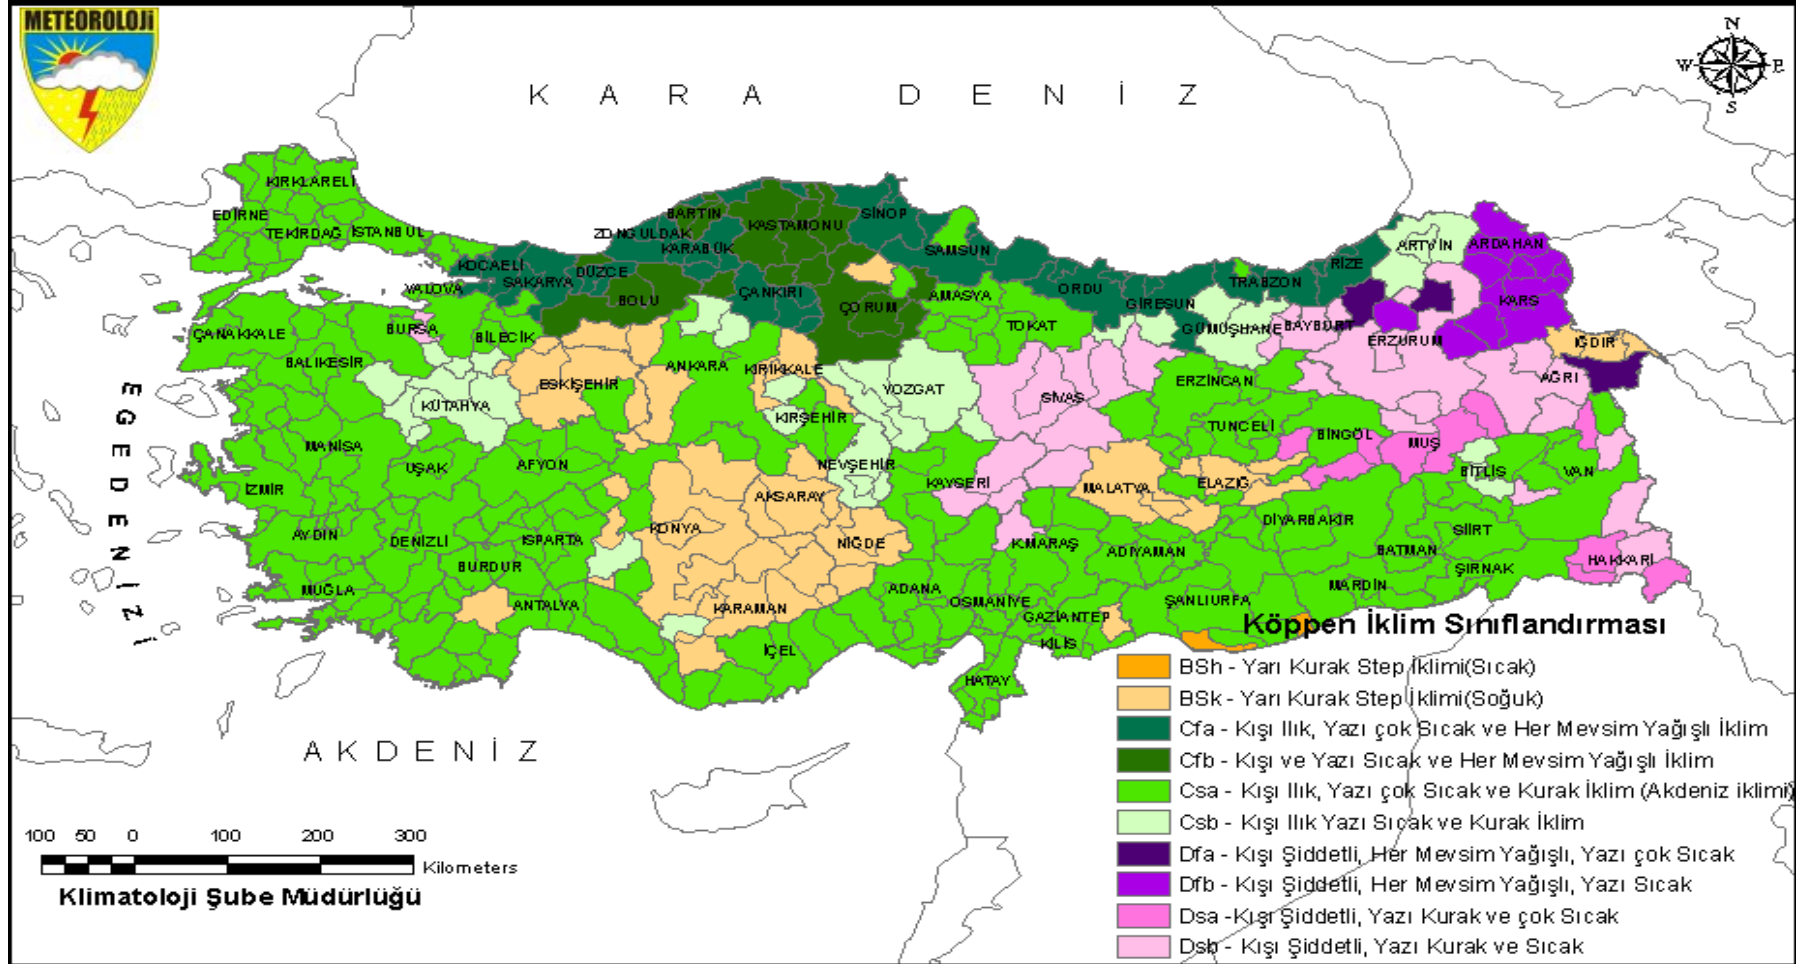 METEOROLOJİ
N
W E
S
K A R A D E N İ Z
KIRKLARELİ
EDİRNE
TEKİRDAĞ
İSTANBUL
BARTIN
ZONGULDAK
KARABÜK
KASTAMONU
SİNOP
SAMSUN
KOCAELİ
SAKARYA
DÜZCE
YALOVA
BOLU
ÇANKIRI
ÇORUM
AMASYA
ORDU
GİRESUN
TRABZON
RİZE
ARTVİN
ARDAHAN
KARS
ÇANAKKALE
BURSA
BİLECİK
TOKAT
GÜMÜŞHANE
BAYBURT
ERZURUM
IĞDIR
AĞRI
BALIKESİR
ESKİŞEHİR
ANKARA
KIRIKKALE
YOZGAT
SİVAS
ERZİNCAN
KÜTAHYA
KIRŞEHİR
TUNCELİ
BİNGÖL
MUŞ
MANİSA
UŞAK
AFYON
NEVŞEHİR
KAYSERİ
MALATYA
ELAZIĞ
BİTLİS
VAN
İZMİR
AKSARAY
AYDIN
DENİZLİ
ISPARTA
KONYA
NİĞDE
K.MARAŞ
ADIYAMAN
DİYARBAKIR
SİİRT
BATMAN
ŞIRNAK
HAKKARİ
MUĞLA
BURDUR
ANTALYA
KARAMAN
ADANA
OSMANİYE
GAZİANTEP
ŞANLIURFA
MARDİN
İÇEL
KİLİS
HATAY
E G E D E N İ Z İ
A K D E N İ Z
Köppen İklim Sınıflandırması
BSh - Yarı Kurak Step İklimi(Sıcak)
BSk - Yarı Kurak Step İklimi(Soğuk)
Cfa - Kışı Ilık, Yazı çok Sıcak ve Her Mevsim Yağışlı İklim
Cfb - Kışı ve Yazı Sıcak ve Her Mevsim Yağışlı İklim
Csa - Kışı Ilık, Yazı çok Sıcak ve Kurak İklim (Akdeniz iklimi)
Csb - Kışı Ilık Yazı Sıcak ve Kurak İklim
Dfa - Kışı Şiddetli, Her Mevsim Yağışlı, Yazı çok Sıcak
Dfb - Kışı Şiddetli, Her Mevsim Yağışlı, Yazı Sıcak
Dsa -Kışı Şiddetli, Yazı Kurak ve çok Sıcak
Dsb - Kışı Şiddetli, Yazı Kurak ve Sıcak
100 50 0 100 200 300
Kilometers
Klimatoloji Şube Müdürlüğü